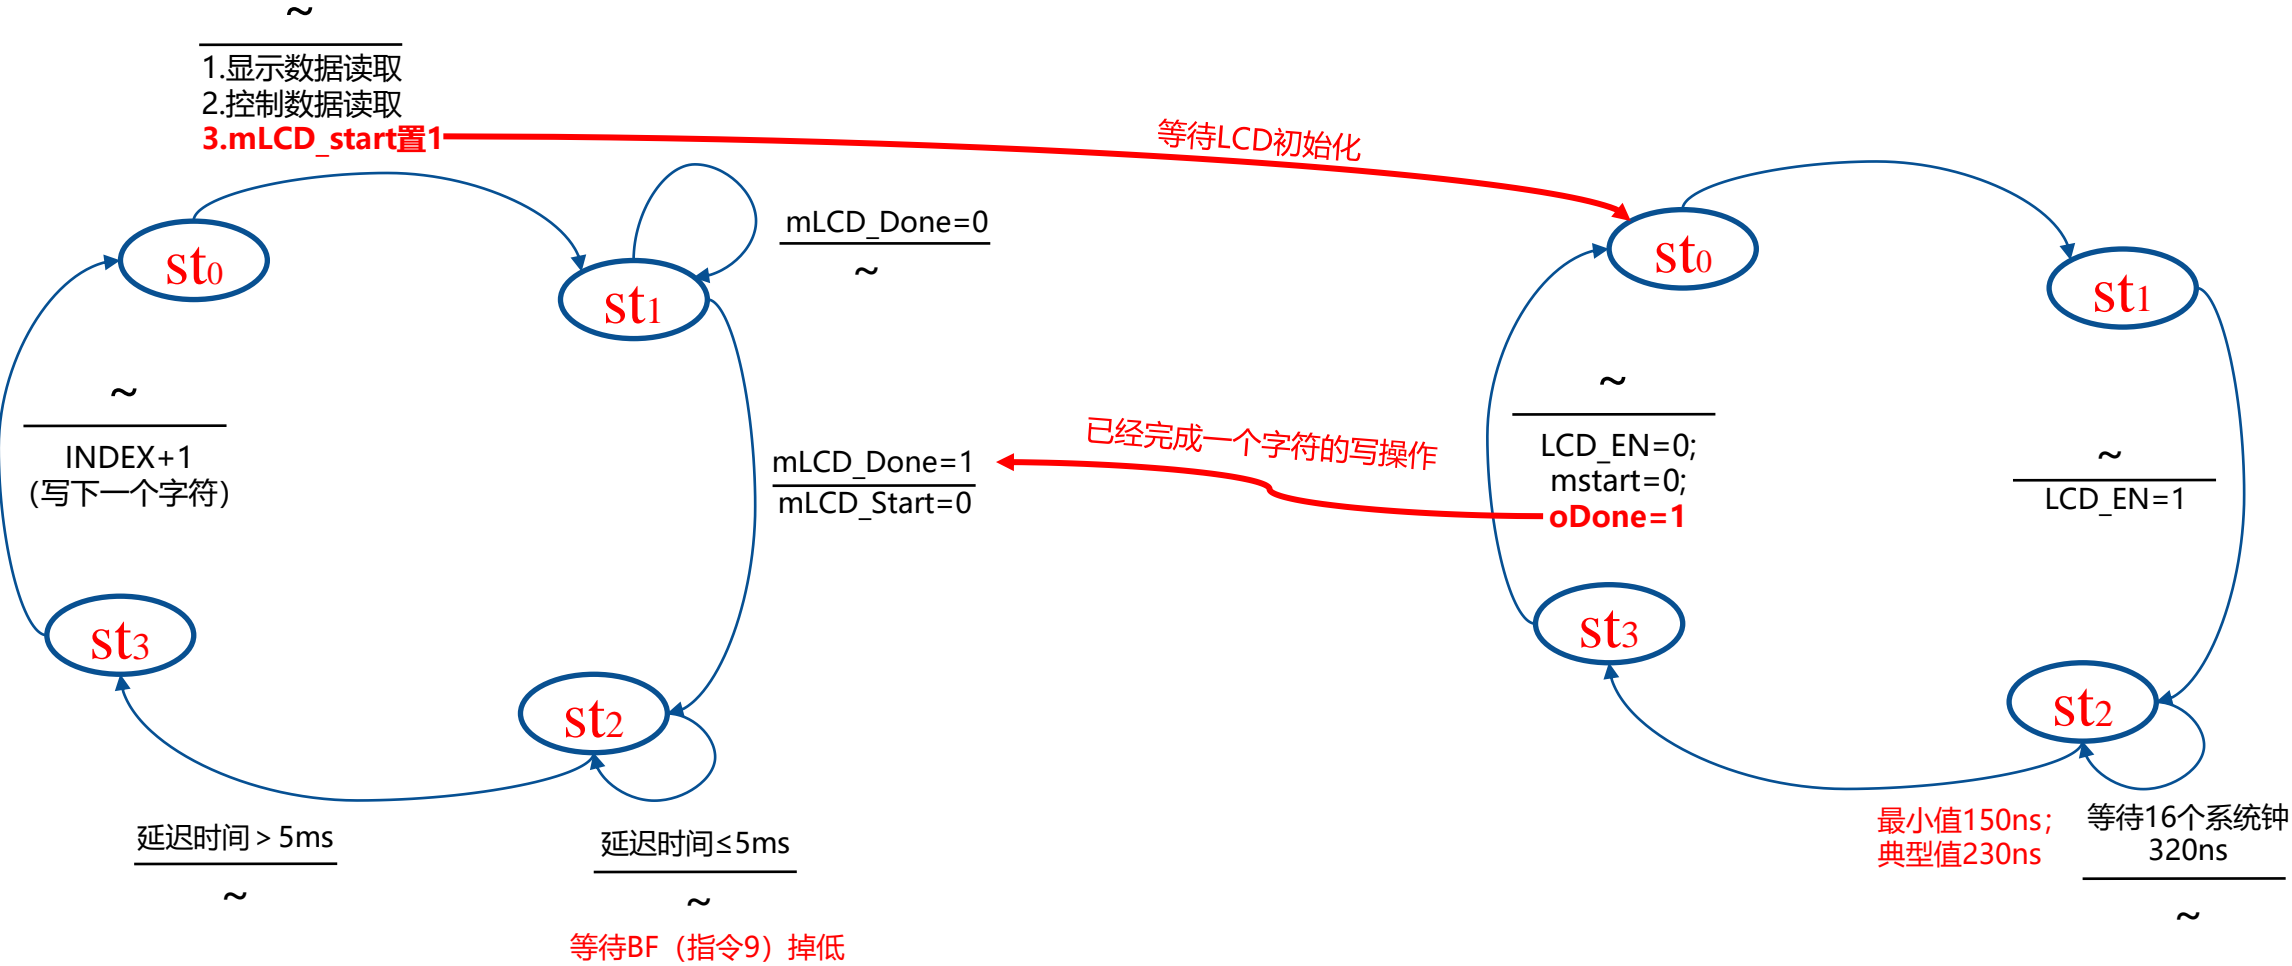 ~
1.显示数据读取
2.控制数据读取
3.mLCD_start置1
等待LCD初始化
st0
st1
mLCD_Done=0
~
st0
st1
~
INDEX+1
（写下一个字符）
mLCD_Done=1
mLCD_Start=0
已经完成一个字符的写操作
~
LCD_EN=0;
mstart=0;
oDone=1
~
LCD_EN=1
st3
st2
st3
st2
延迟时间＞5ms
~
延迟时间≤5ms
~
等待BF（指令9）掉低
最小值150ns；
典型值230ns
等待16个系统钟
320ns
~